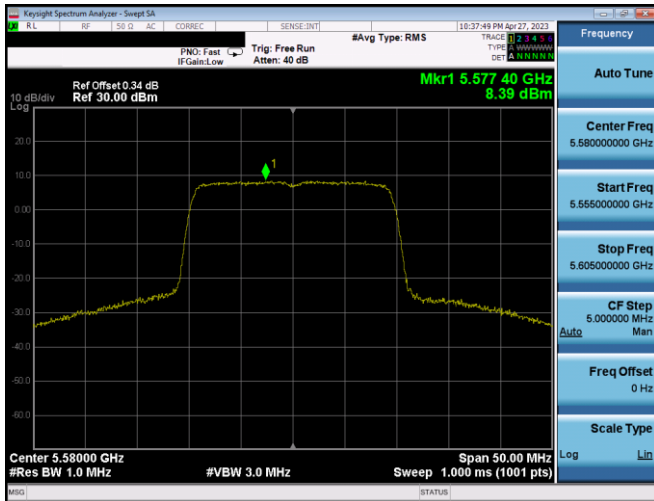 Keysight Spectrum Analyzer - Swept SA
RL RF 50 Ω AC CORREC SENSE:INT 10:37:49 PM Apr 27, 2023
#Avg Type: RMS TRACE 1 2 3 4 5 6
PNO: Fast Trig: Free Run TYPE A WWWWW
IFGain:Low Atten: 40 dB DET A N N N N N
Mkr1 5.577 40 GHz
8.39 dBm
Ref Offset 0.34 dB
10 dB/div Ref 30.00 dBm
Log
1
20.0
10.0
0.00
-10.0
-20.0
-30.0
-40.0
-50.0
-60.0
Center 5.58000 GHz Span 50.00 MHz
#Res BW 1.0 MHz #VBW 3.0 MHz Sweep 1.000 ms (1001 pts)
MSG STATUS
Frequency
Auto Tune
Center Freq
5.580000000 GHz
Start Freq
5.555000000 GHz
Stop Freq
5.605000000 GHz
CF Step
5.000000 MHz
Auto Man
Freq Offset
0 Hz
Scale Type
Log Lin